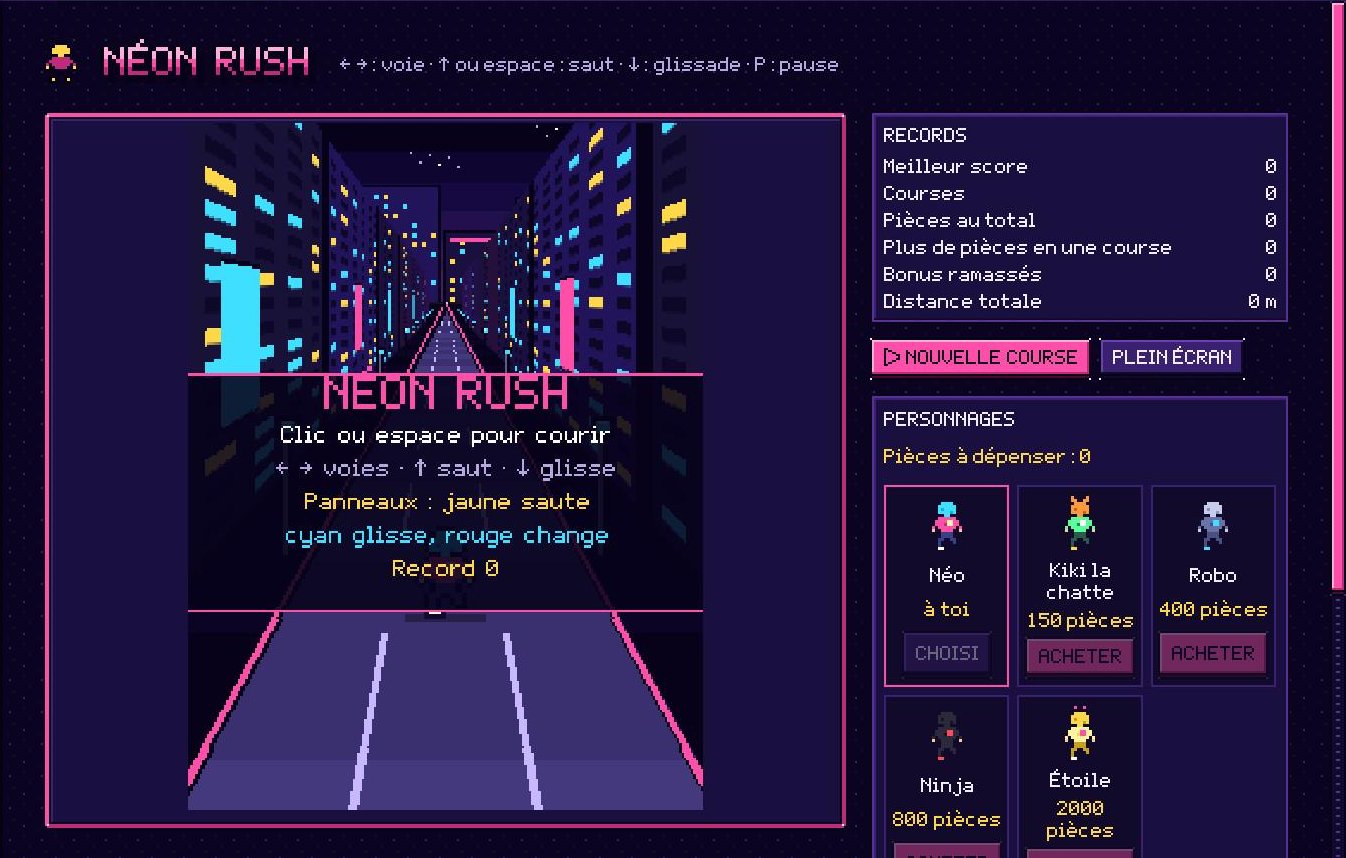 NÉON RUSH
←→: voie · ↑ ou espace : saut · ↓: glissade · P : pause
NÉON RUSH
Clic ou espace pour courir
← → voies · ↑ saut · ↓ glisse
Panneaux : jaune saute
cyan glisse, rouge change
Record 0
RECORDS
Meilleur score 0
Courses 0
Pièces au total 0
Plus de pièces en une course 0
Bonus ramassés 0
Distance totale 0 m
▷ NOUVELLE COURSE
PLEIN ÉCRAN
PERSONNAGES
Pièces à dépenser : 0
Néo
à toi
CHOISI
Kiki la
chatte
150 pièces
ACHETER
Robo
400 pièces
ACHETER
Ninja
800 pièces
Étoile
2000
pièces